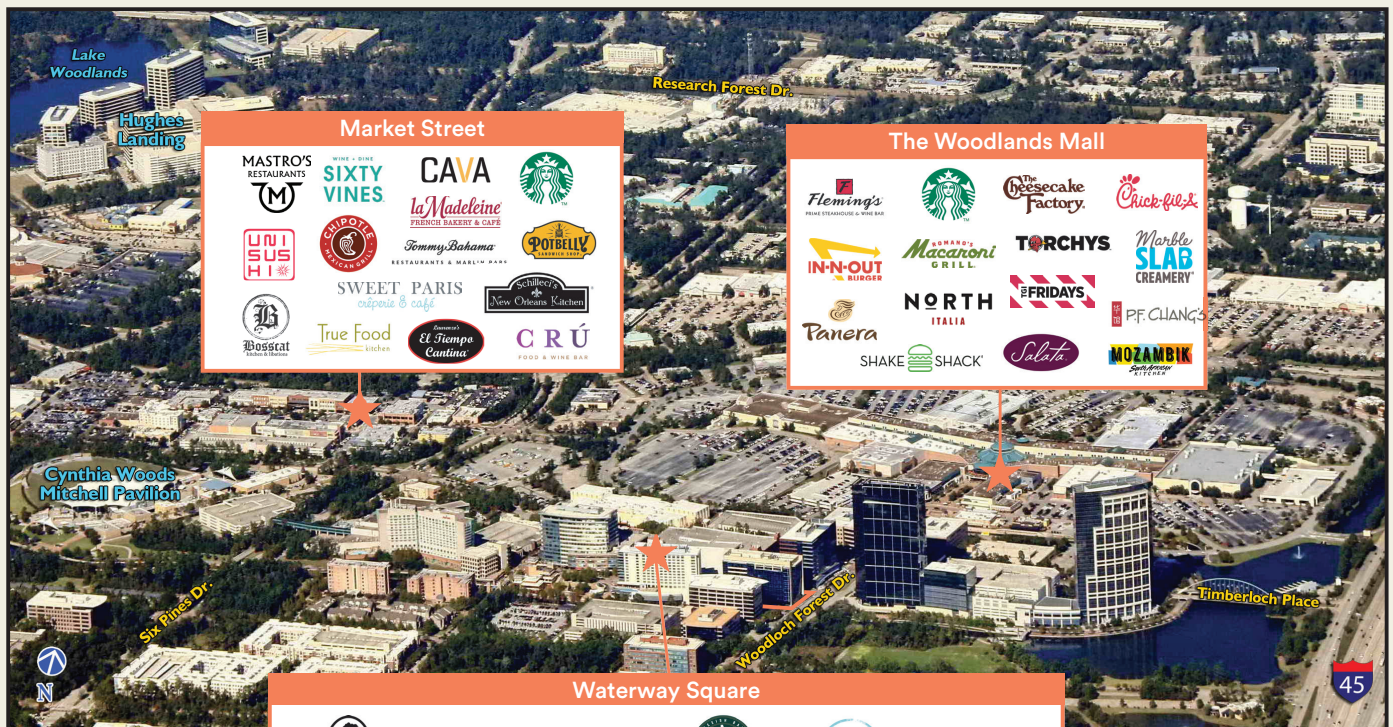 Lake
Woodlands
Hughes
Landing
Research Forest Dr.
Market Street
MASTRO'S
RESTAURANTS
M
WINE + DINE
SIXTY
VINES
CAVA
la Madeleine
FRENCH BAKERY & CAFÉ
UNI
SUS
HI
CHIPOTLE
MEXICAN GRILL
Tommy Bahama
RESTAURANTS & MARLIN BARS
POTBELLY
SANDWICH SHOP
SWEET PARIS
crêperie & café
Schilleci's
New Orleans Kitchen
B
Bosscat
kitchen & libations
True Food
kitchen
Laurenzo's
El Tiempo
Cantina
CRÚ
FOOD & WINE BAR
The Woodlands Mall
F
Fleming's
PRIME STEAKHOUSE & WINE BAR
The
Cheesecake
Factory
Chick-fil-A
IN-N-OUT
BURGER
ROMANO'S
Macaroni
GRILL
TORCHYS
Marble
SLAB
CREAMERY
Panera
NORTH
ITALIA
TGI
FRIDAYS
P.F. CHANG'S
SHAKE SHACK
Salata
MOZAMBIK
South African
KITCHEN
Cynthia Woods
Mitchell Pavilion
Six Pines Dr.
Woodloch Forest Dr.
Timberloch Place
N
45
Waterway Square